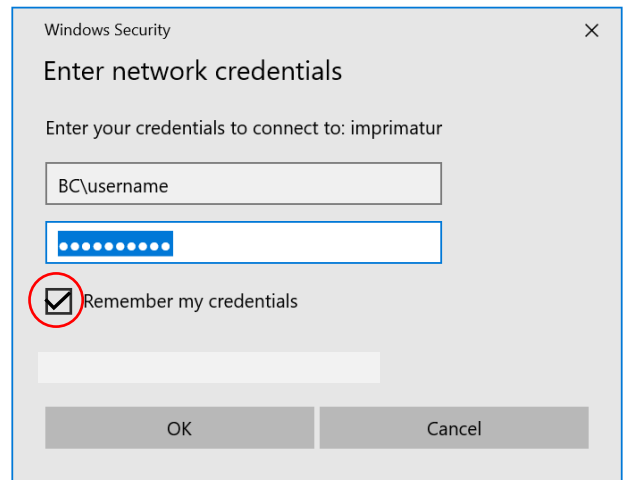 Windows Security
Enter network credentials
Enter your credentials to connect to: imprimatur
BC\username
●●●●●●●●●●
Remember my credentials
OK
Cancel